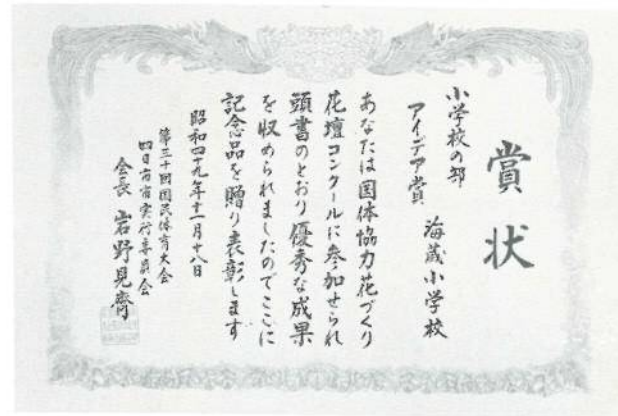 賞状
小学校の部
アイデア賞 海蔵小学校
あなたは国体協力花づくり
花壇コンクールに参加せられ
頭書のとおり優秀な成果
を収められましたのでここに
記念品を贈り表彰します
昭和四十九年十一月十八日
第三十回国民体育大会
四日市市実行委員会
会長 岩野見齊